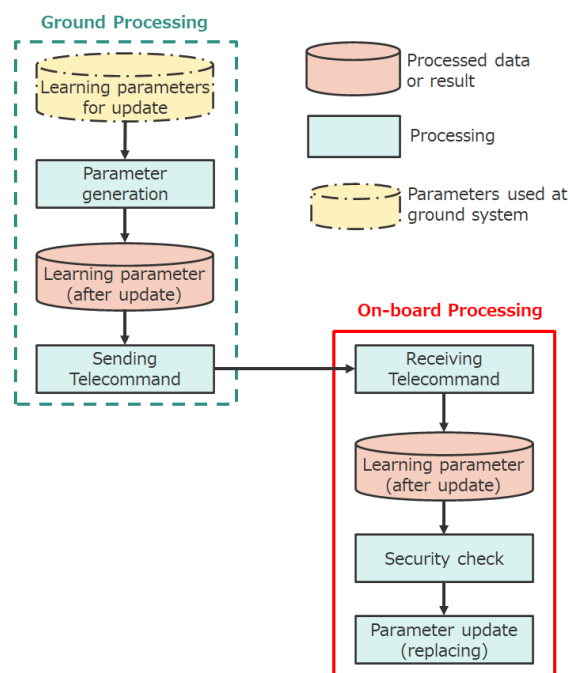 Ground Processing
Learning parameters
for update
Parameter
generation
Learning parameter
(after update)
Sending
Telecommand
Processed data
or result
Processing
Parameters used at
ground system
On-board Processing
Receiving
Telecommand
Learning parameter
(after update)
Security check
Parameter update
(replacing)